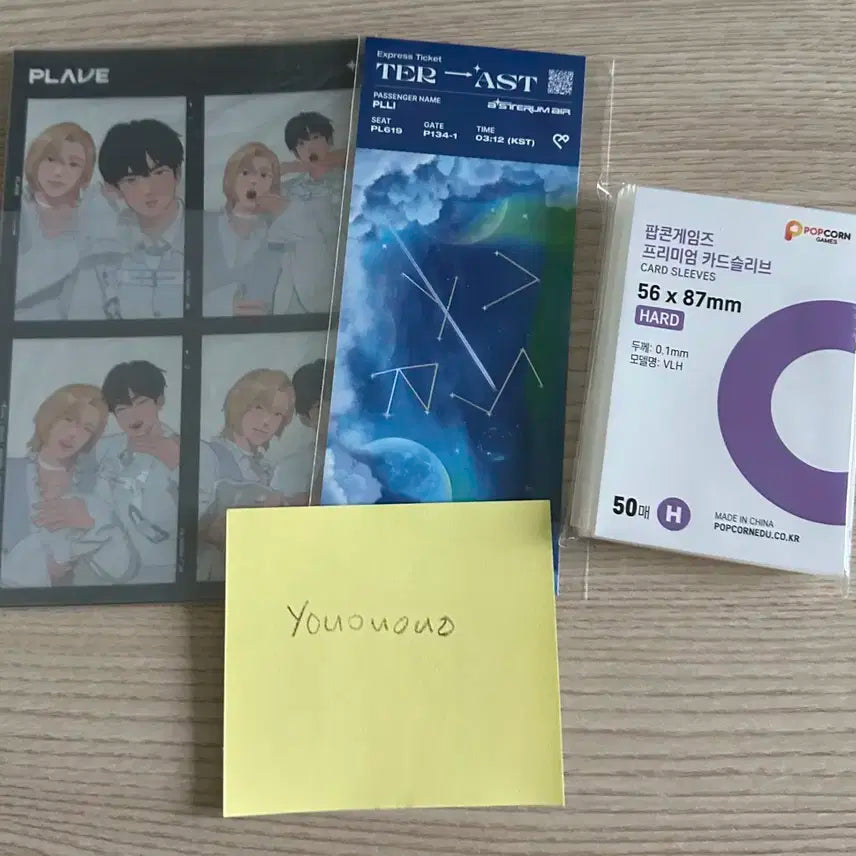 PLAVE
Express Ticket
TER → AST
PASSENGER NAME
PLLI
ASTERUM AIR
SEAT
PL619
GATE
P134-1
TIME
03:12 (KST)
팝콘게임즈
프리미엄 카드슬리브
CARD SLEEVES
POPCORN
GAMES
56 x 87mm
HARD
두께: 0.1mm
모델명: VLH
50매
H
MADE IN CHINA
POPCORNEDU.CO.KR
Yououono